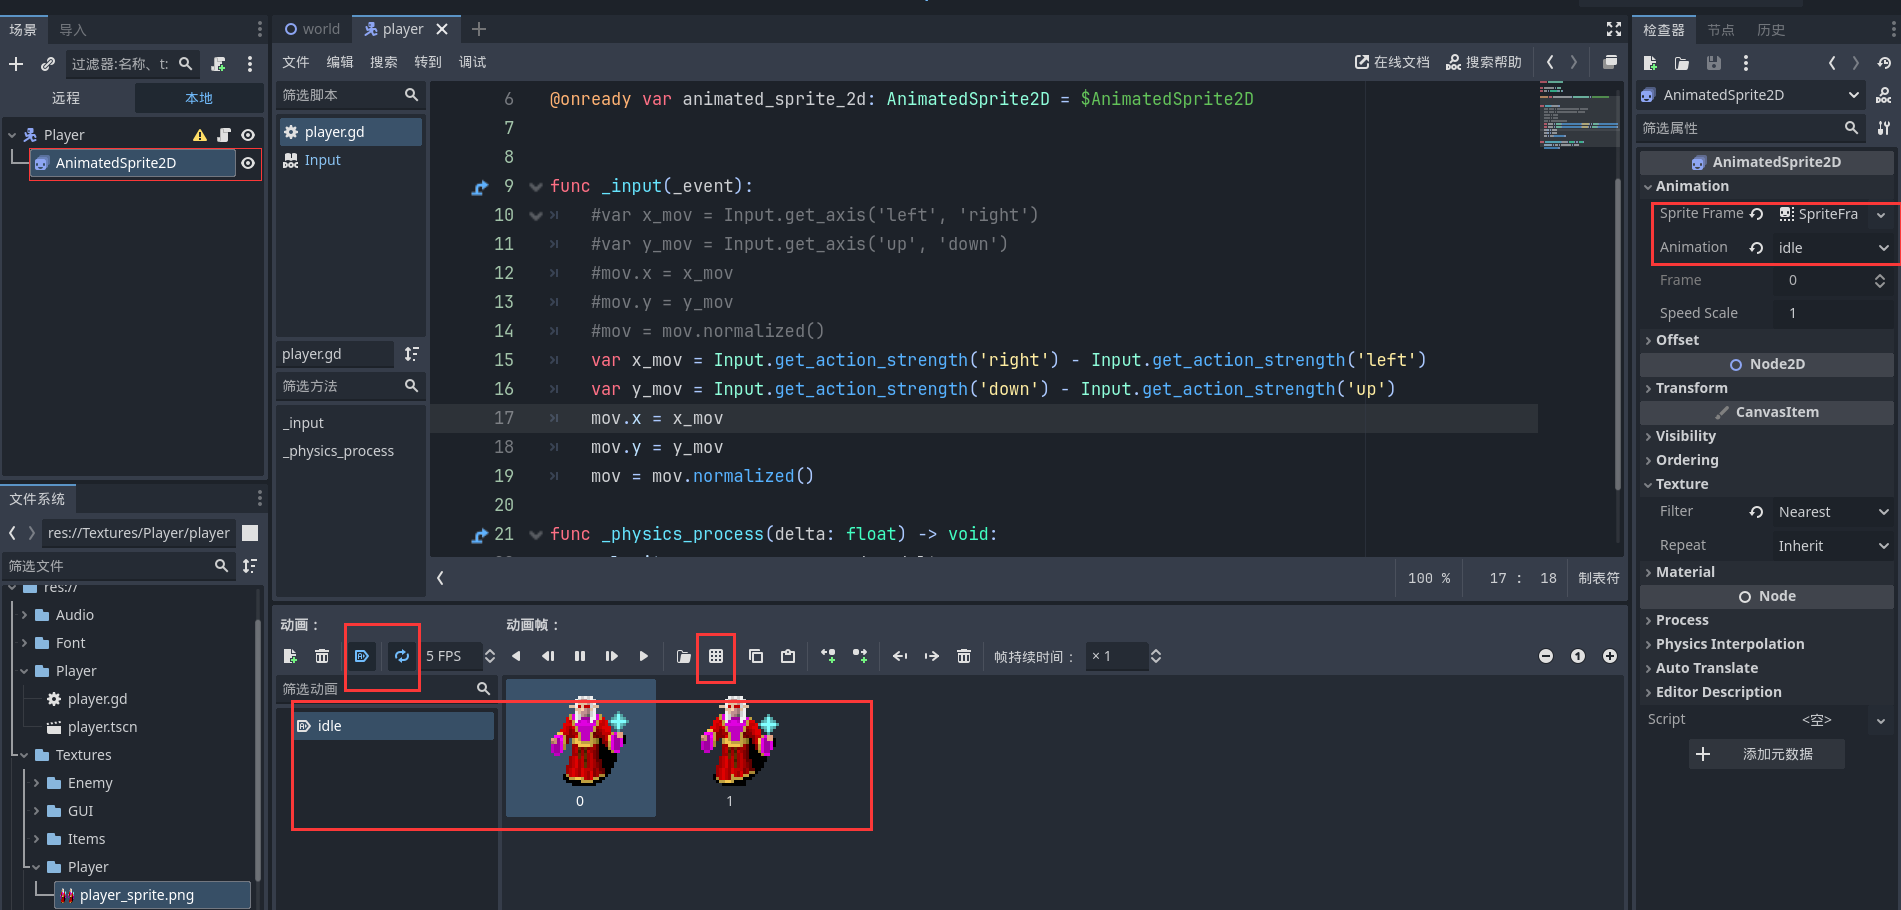 场景
导入
过滤器:名称、t:
远程
本地
Player
AnimatedSprite2D
文件系统
res://Textures/Player/player
筛选文件
res://
Audio
Font
Player
player.gd
player.tscn
Textures
Enemy
GUI
Items
Player
player_sprite.png
world
player
文件 编辑 搜索 转到 调试
在线文档 搜索帮助
筛选脚本
player.gd
Input
player.gd
筛选方法
_input
_physics_process
6 @onready var animated_sprite_2d: AnimatedSprite2D = $AnimatedSprite2D
7
8
9 func _input(_event):
10 #var x_mov = Input.get_axis('left', 'right')
11 #var y_mov = Input.get_axis('up', 'down')
12 #mov.x = x_mov
13 #mov.y = y_mov
14 #mov = mov.normalized()
15 var x_mov = Input.get_action_strength('right') - Input.get_action_strength('left')
16 var y_mov = Input.get_action_strength('down') - Input.get_action_strength('up')
17 mov.x = x_mov
18 mov.y = y_mov
19 mov = mov.normalized()
20
21 func _physics_process(delta: float) -> void:
100 % 17 : 18 制表符
动画：
5 FPS
筛选动画
idle
动画帧：
帧持续时间： × 1
0
1
检查器 节点 历史
AnimatedSprite2D
筛选属性
AnimatedSprite2D
Animation
Sprite Frame SpriteFra
Animation idle
Frame 0
Speed Scale 1
Offset
Node2D
Transform
CanvasItem
Visibility
Ordering
Texture
Filter Nearest
Repeat Inherit
Material
Node
Process
Physics Interpolation
Auto Translate
Editor Description
Script <空>
添加元数据